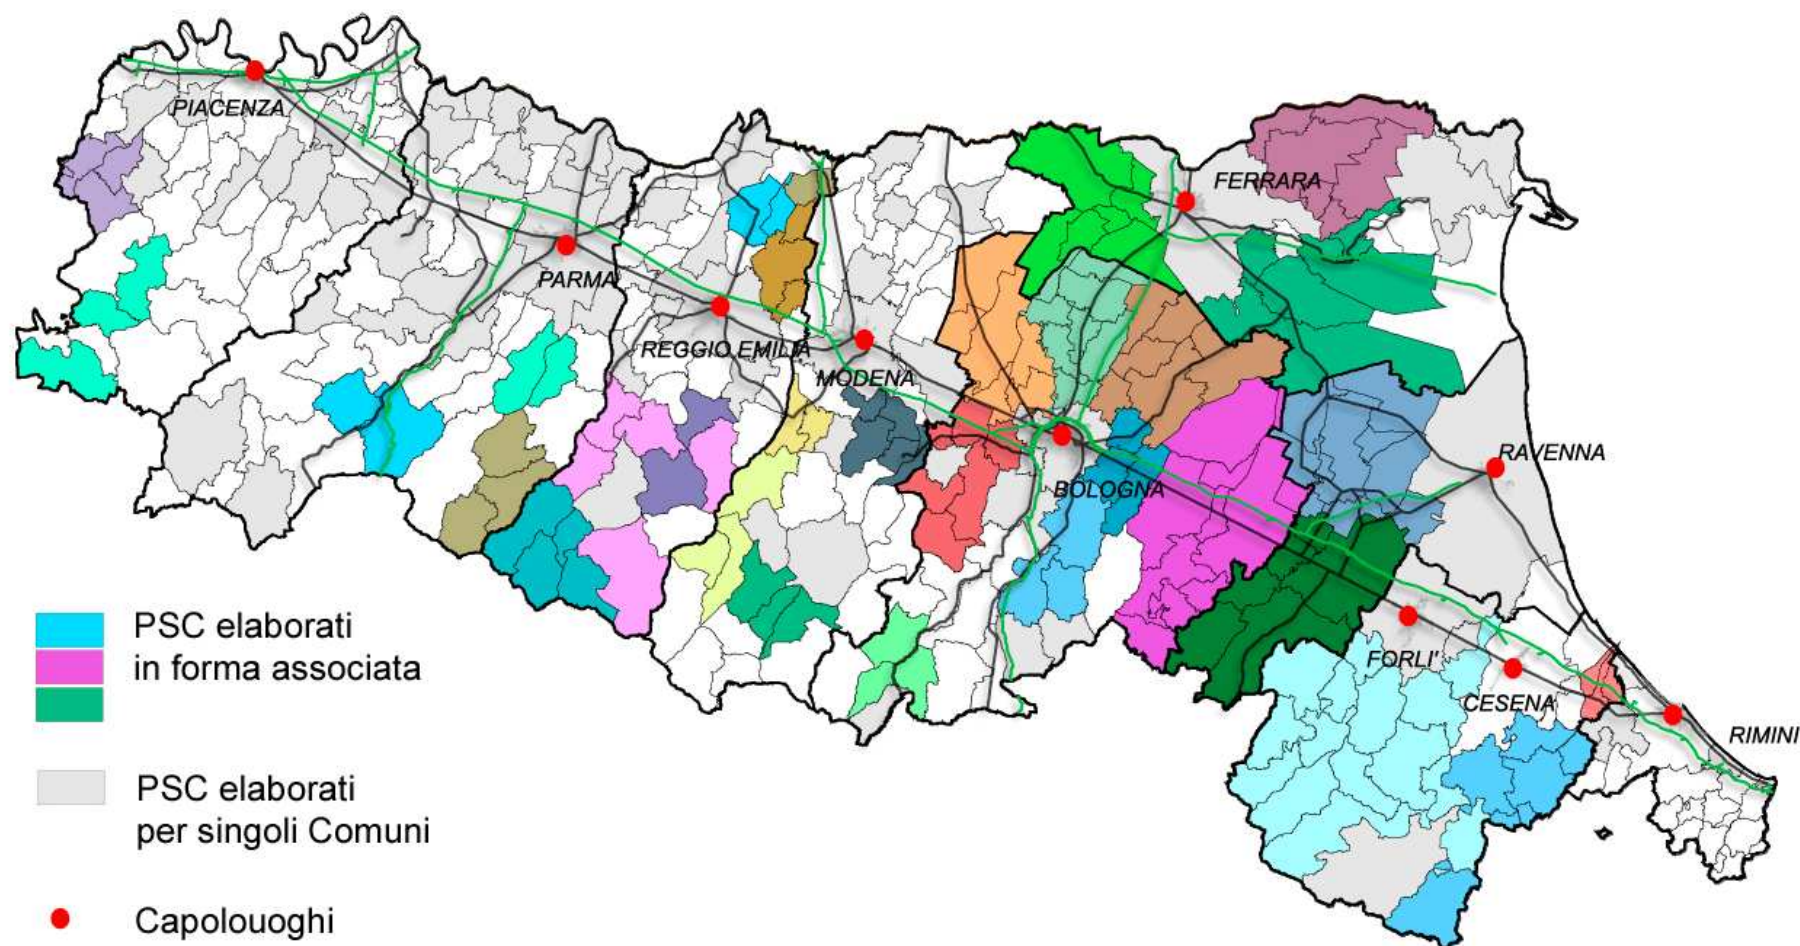 PIACENZA
FERRARA
PARMA
REGGIO EMILIA
MODENA
RAVENNA
BOLOGNA
PSC elaborati
in forma associata
FORLI'
CESENA
RIMINI
PSC elaborati
per singoli Comuni
Capolouoghi